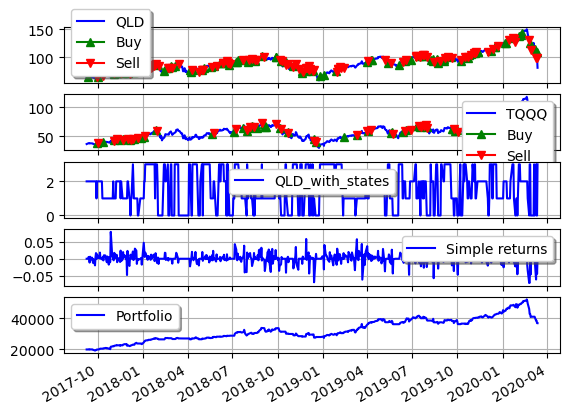 QLD
Buy
Sell
150
100
TQQQ
Buy
Sell
100
50
QLD_with_states
2
0
Simple returns
0.05
0.00
−0.05
Portfolio
40000
20000
2017-10 2018-01 2018-04 2018-07 2018-10 2019-01 2019-04 2019-07 2019-10 2020-01 2020-04